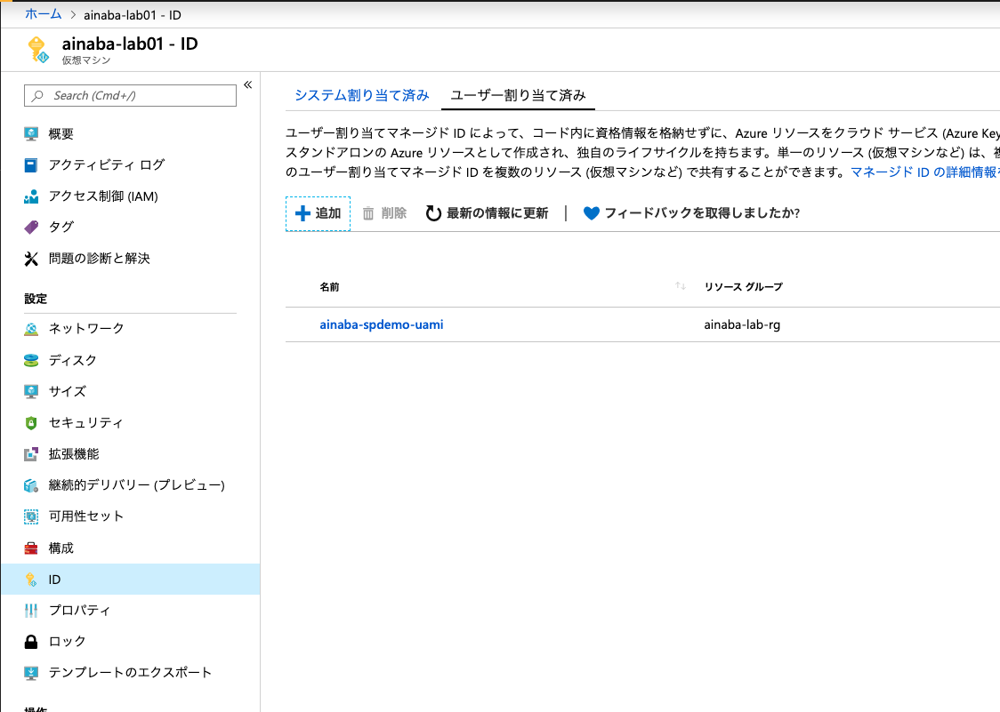 ホーム > ainaba-lab01 - ID
ainaba-lab01 - ID
仮想マシン
Search (Cmd+/)
«
概要
アクティビティ ログ
アクセス制御 (IAM)
タグ
問題の診断と解決
設定
ネットワーク
ディスク
サイズ
セキュリティ
拡張機能
継続的デリバリー (プレビュー)
可用性セット
構成
ID
プロパティ
ロック
テンプレートのエクスポート
操作
システム割り当て済み ユーザー割り当て済み
ユーザー割り当てマネージド ID によって、コード内に資格情報を格納せずに、Azure リソースをクラウド サービス (Azure Key
スタンドアロンの Azure リソースとして作成され、独自のライフサイクルを持ちます。単一のリソース (仮想マシンなど) は、複
のユーザー割り当てマネージド ID を複数のリソース (仮想マシンなど) で共有することができます。マネージド ID の詳細情報を
追加 削除 最新の情報に更新 | フィードバックを取得しましたか?
名前 ↑↓ リソース グループ
ainaba-spdemo-uami ainaba-lab-rg